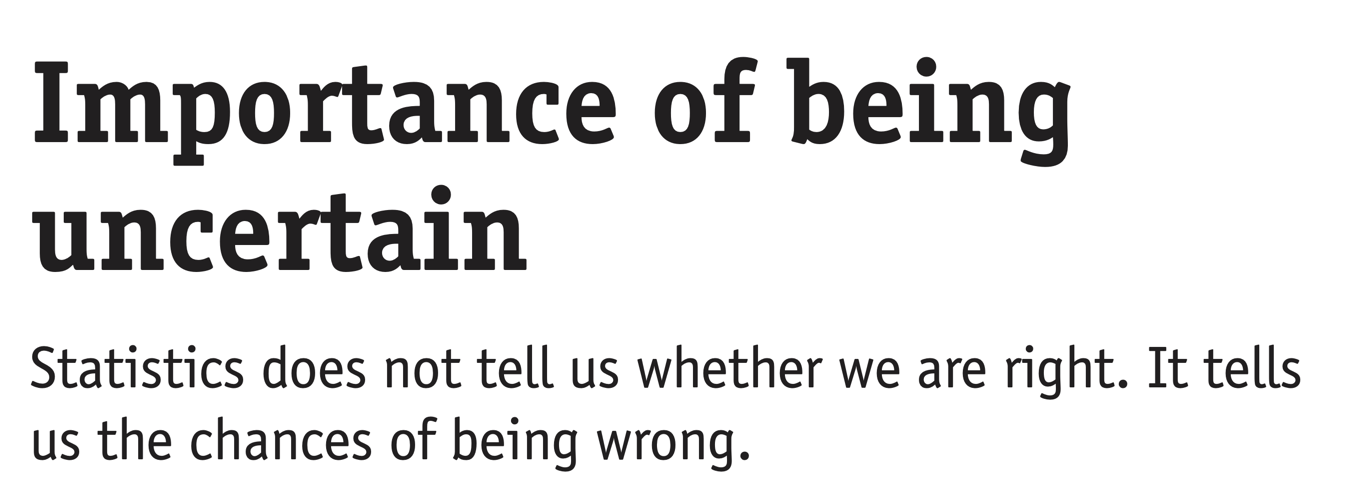 Importance of being
uncertain
Statistics does not tell us whether we are right. It tells
us the chances of being wrong.